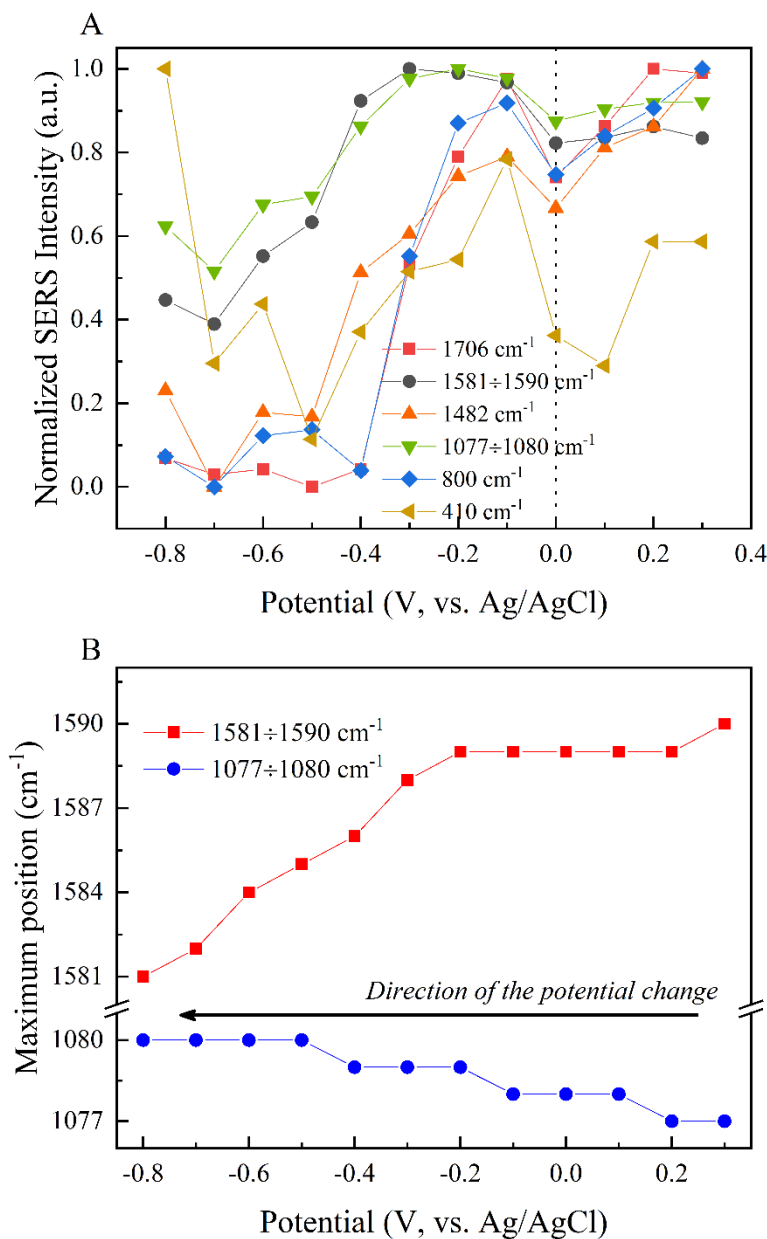 A
Normalized SERS Intensity (a.u.)
1.0
0.8
0.6
0.4
0.2
0.0
1706 cm⁻¹
1581÷1590 cm⁻¹
1482 cm⁻¹
1077÷1080 cm⁻¹
800 cm⁻¹
410 cm⁻¹
-0.8 -0.6 -0.4 -0.2 0.0 0.2 0.4
Potential (V, vs. Ag/AgCl)
B
Maximum position (cm⁻¹)
1590
1587
1584
1581
1080
1077
1581÷1590 cm⁻¹
1077÷1080 cm⁻¹
Direction of the potential change
-0.8 -0.6 -0.4 -0.2 0.0 0.2
Potential (V, vs. Ag/AgCl)